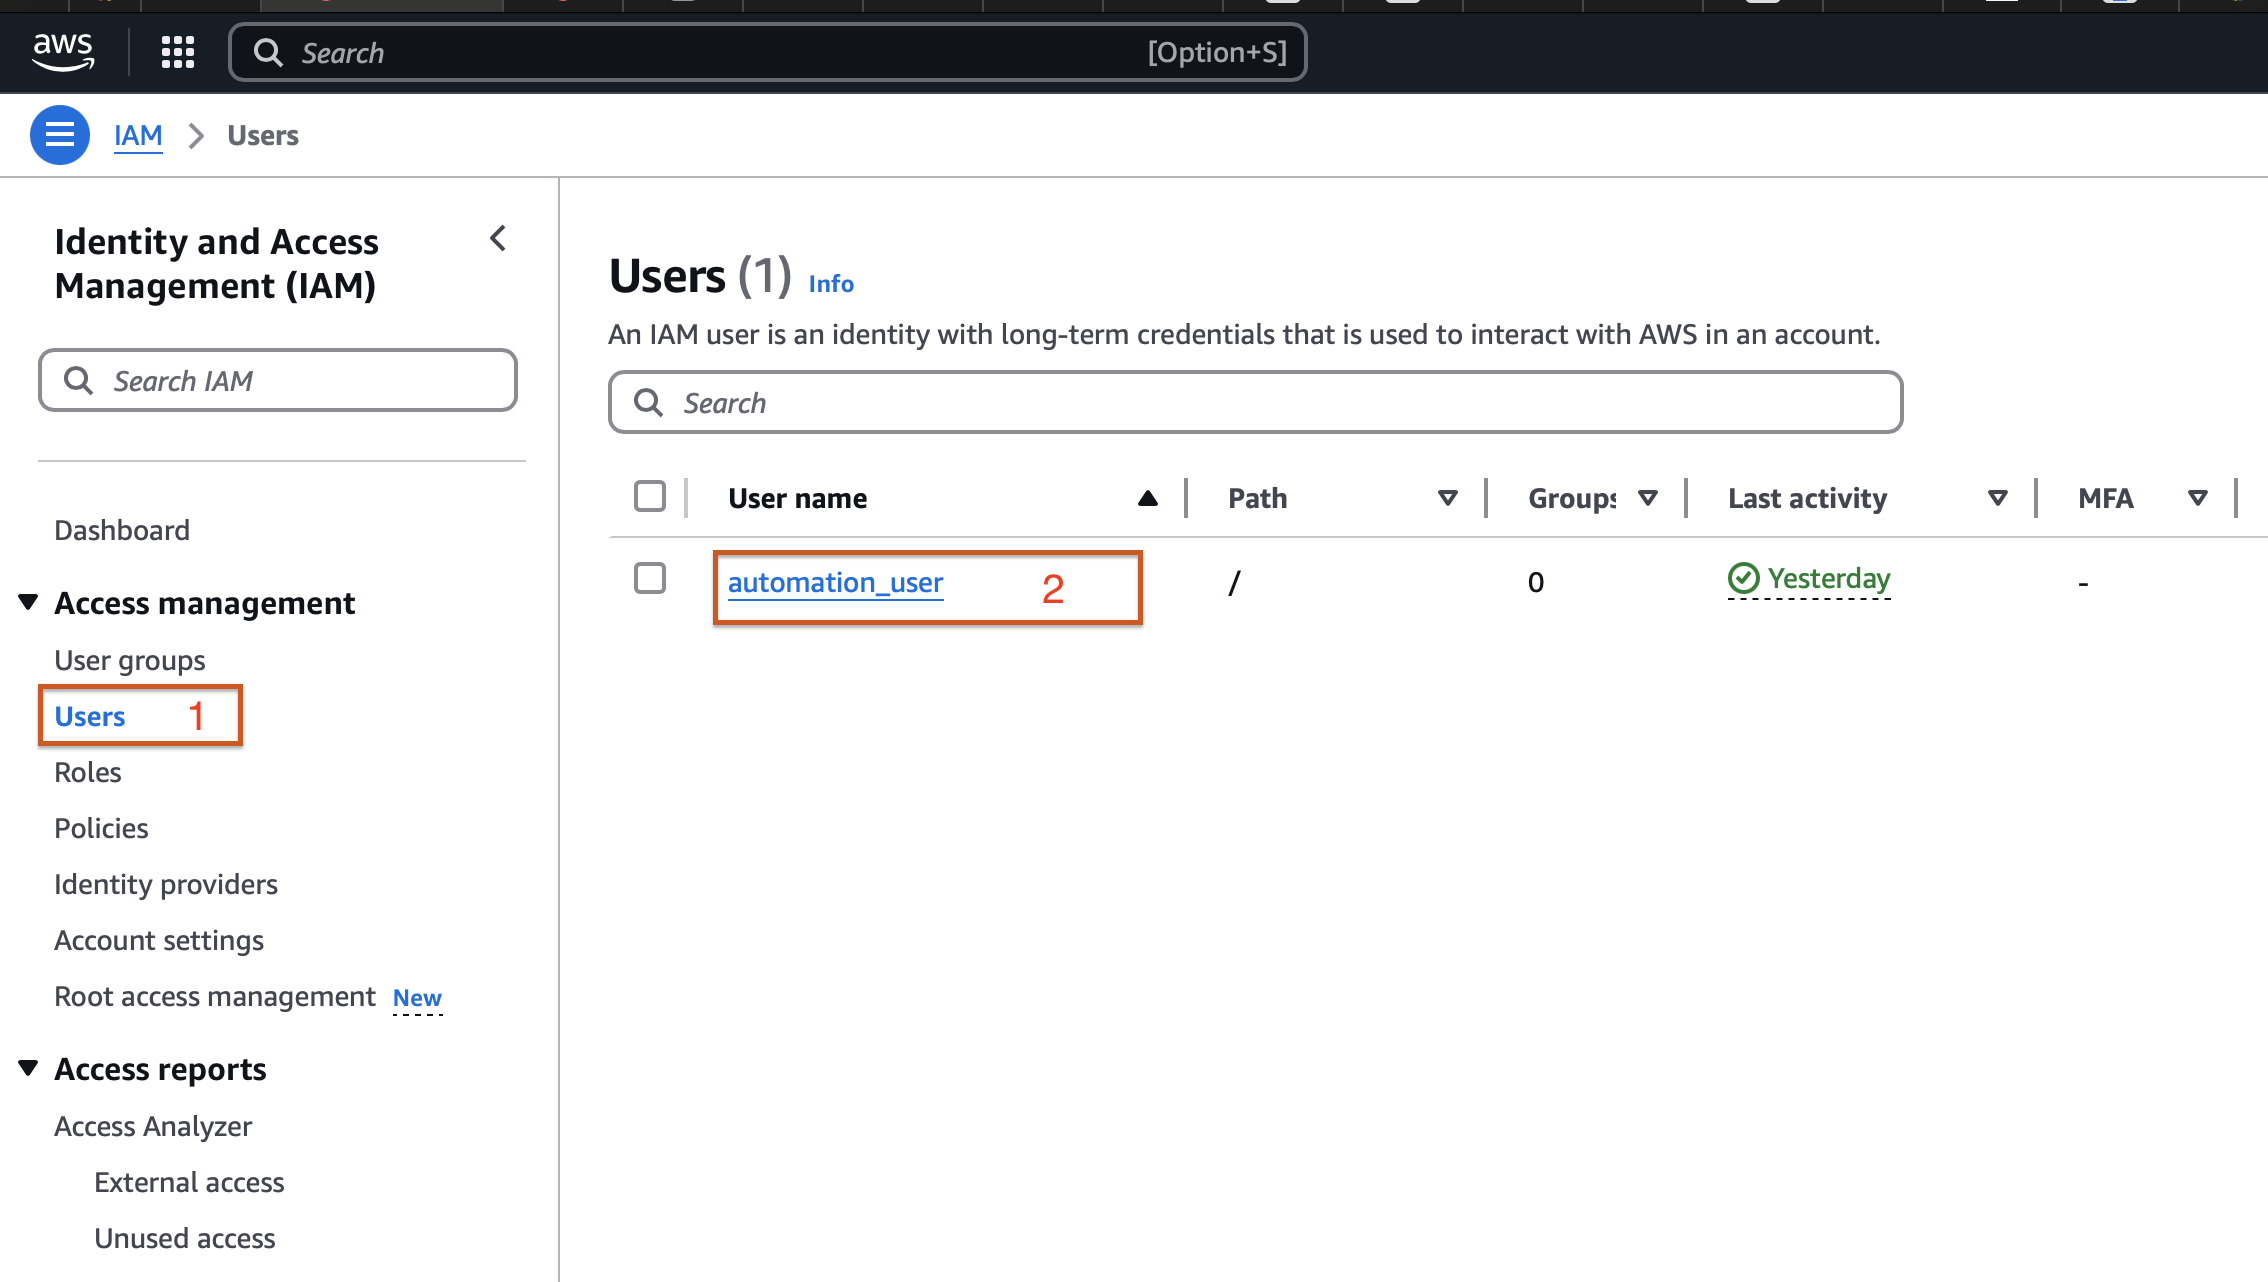 aws
Search
[Option+S]
IAM
Users
Identity and Access
Management (IAM)
Search IAM
Dashboard
Access management
User groups
Users 1
Roles
Policies
Identity providers
Account settings
Root access management New
Access reports
Access Analyzer
External access
Unused access
Users (1) Info
An IAM user is an identity with long-term credentials that is used to interact with AWS in an account.
Search
User name Path Groups Last activity MFA
automation_user 2 / 0 Yesterday -